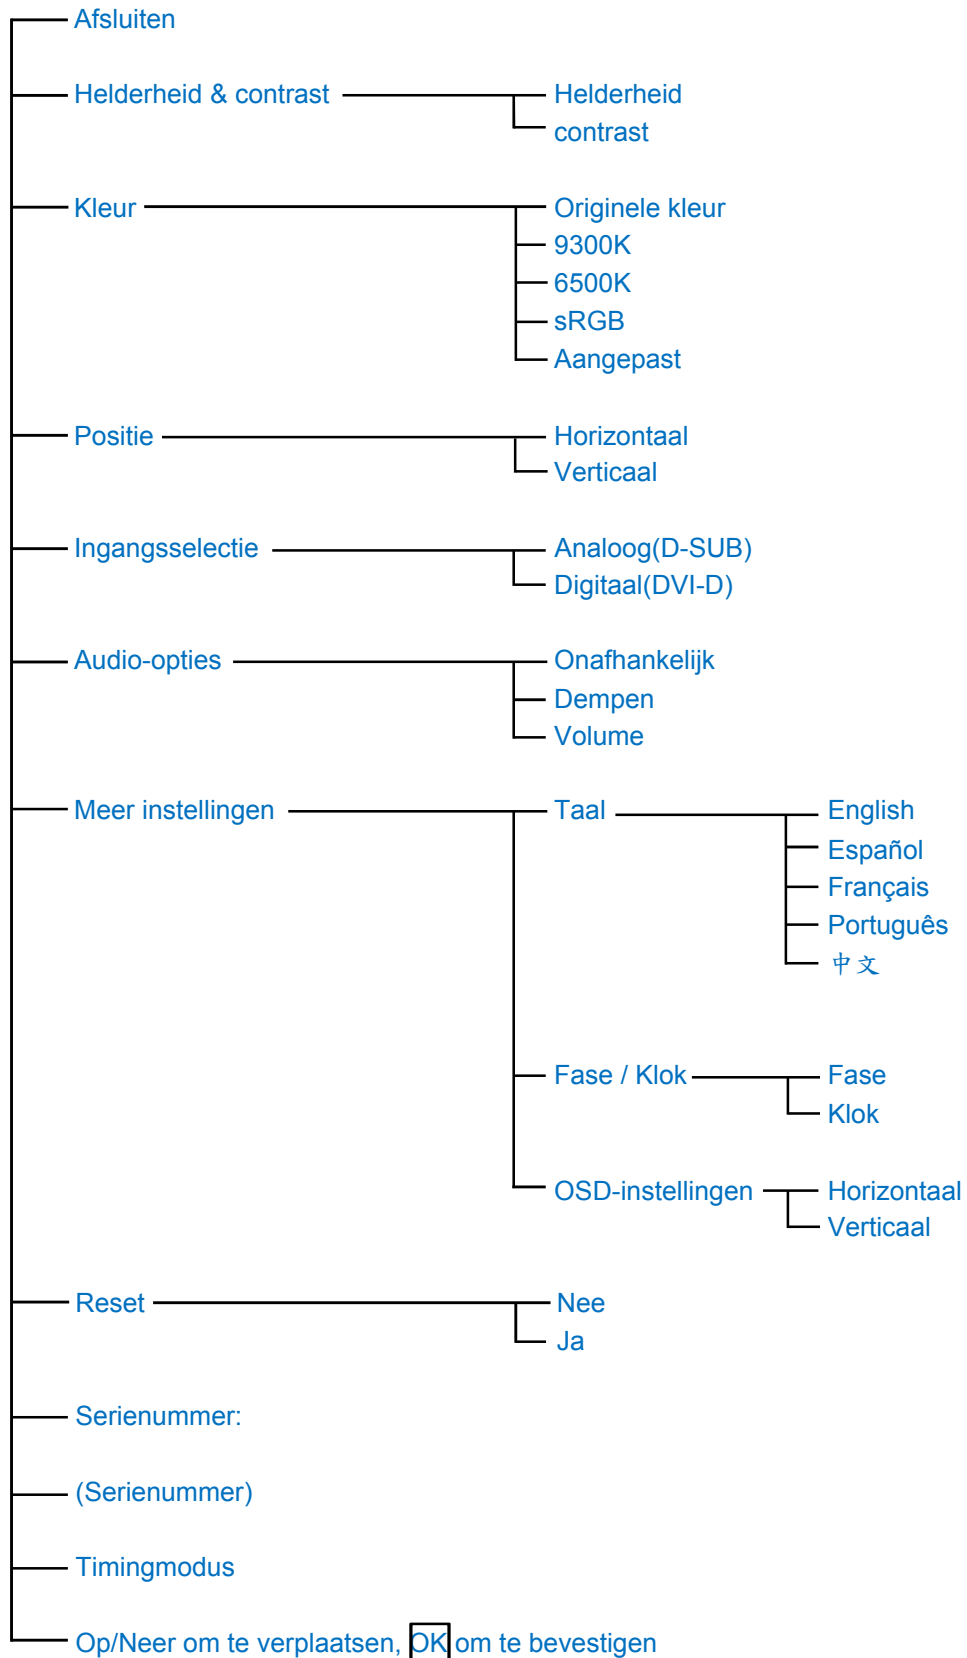 Afsluiten
Helderheid & contrast
Helderheid
contrast
Kleur
Originele kleur
9300K
6500K
sRGB
Aangepast
Positie
Horizontaal
Verticaal
Ingangsselectie
Analoog(D-SUB)
Digitaal(DVI-D)
Audio-opties
Onafhankelijk
Dempen
Volume
Meer instellingen
Taal
English
Español
Français
Português
中文
Fase / Klok
Fase
Klok
OSD-instellingen
Horizontaal
Verticaal
Reset
Nee
Ja
Serienummer:
(Serienummer)
Timingmodus
Op/Neer om te verplaatsen, OK om te bevestigen